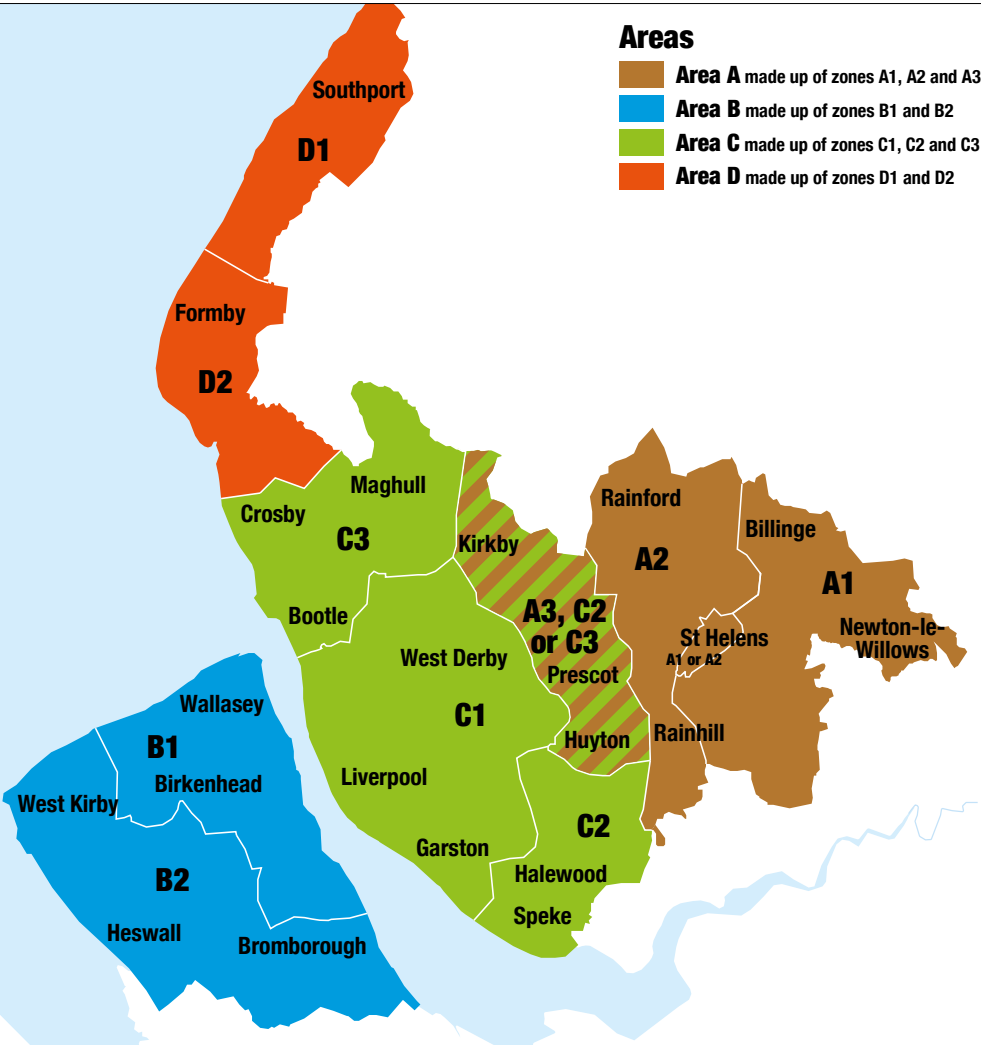 Areas
Area A made up of zones A1, A2 and A3
Area B made up of zones B1 and B2
Area C made up of zones C1, C2 and C3
Area D made up of zones D1 and D2
Southport
D1
Formby
D2
Maghull
Crosby
C3
Bootle
Kirkby
A3, C2
or C3
Prescot
Huyton
Rainford
A2
Billinge
A1
Newton-le-
Willows
St Helens
A1 or A2
Rainhill
West Derby
C1
Liverpool
Garston
C2
Halewood
Speke
Wallasey
B1
Birkenhead
West Kirby
B2
Heswall
Bromborough